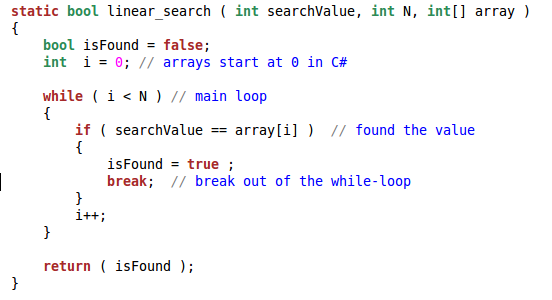 static bool linear_search ( int searchValue, int N, int[] array )
{
    bool isFound = false;
    int  i = 0; // arrays start at 0 in C#

    while ( i < N ) // main loop
    {
        if ( searchValue == array[i] )  // found the value
        {
            isFound = true ;
            break;  // break out of the while-loop
        }
        i++;
    }

    return ( isFound );
}